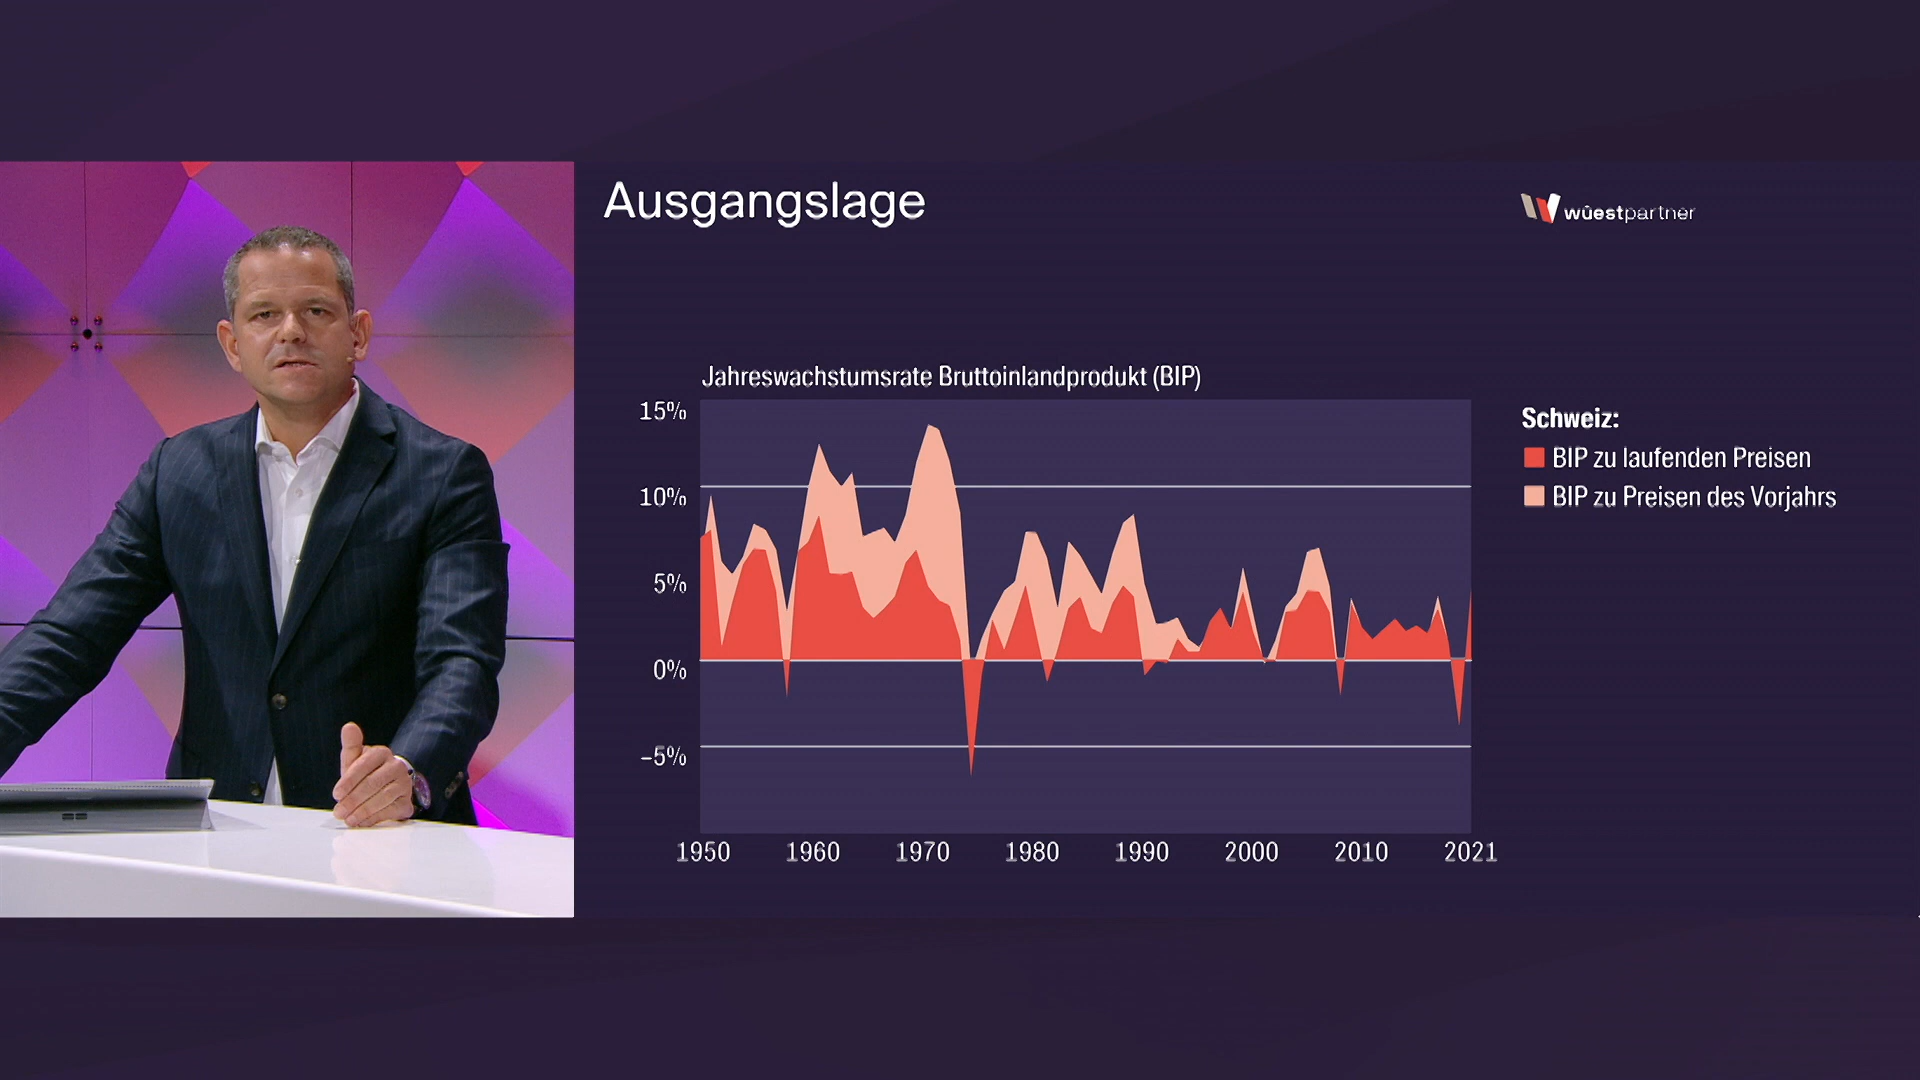 Ausgangslage
wüestpartner
Jahreswachstumsrate Bruttoinlandprodukt (BIP)
15%
10%
5%
0%
–5%
1950 1960 1970 1980 1990 2000 2010 2021
Schweiz:
BIP zu laufenden Preisen
BIP zu Preisen des Vorjahrs